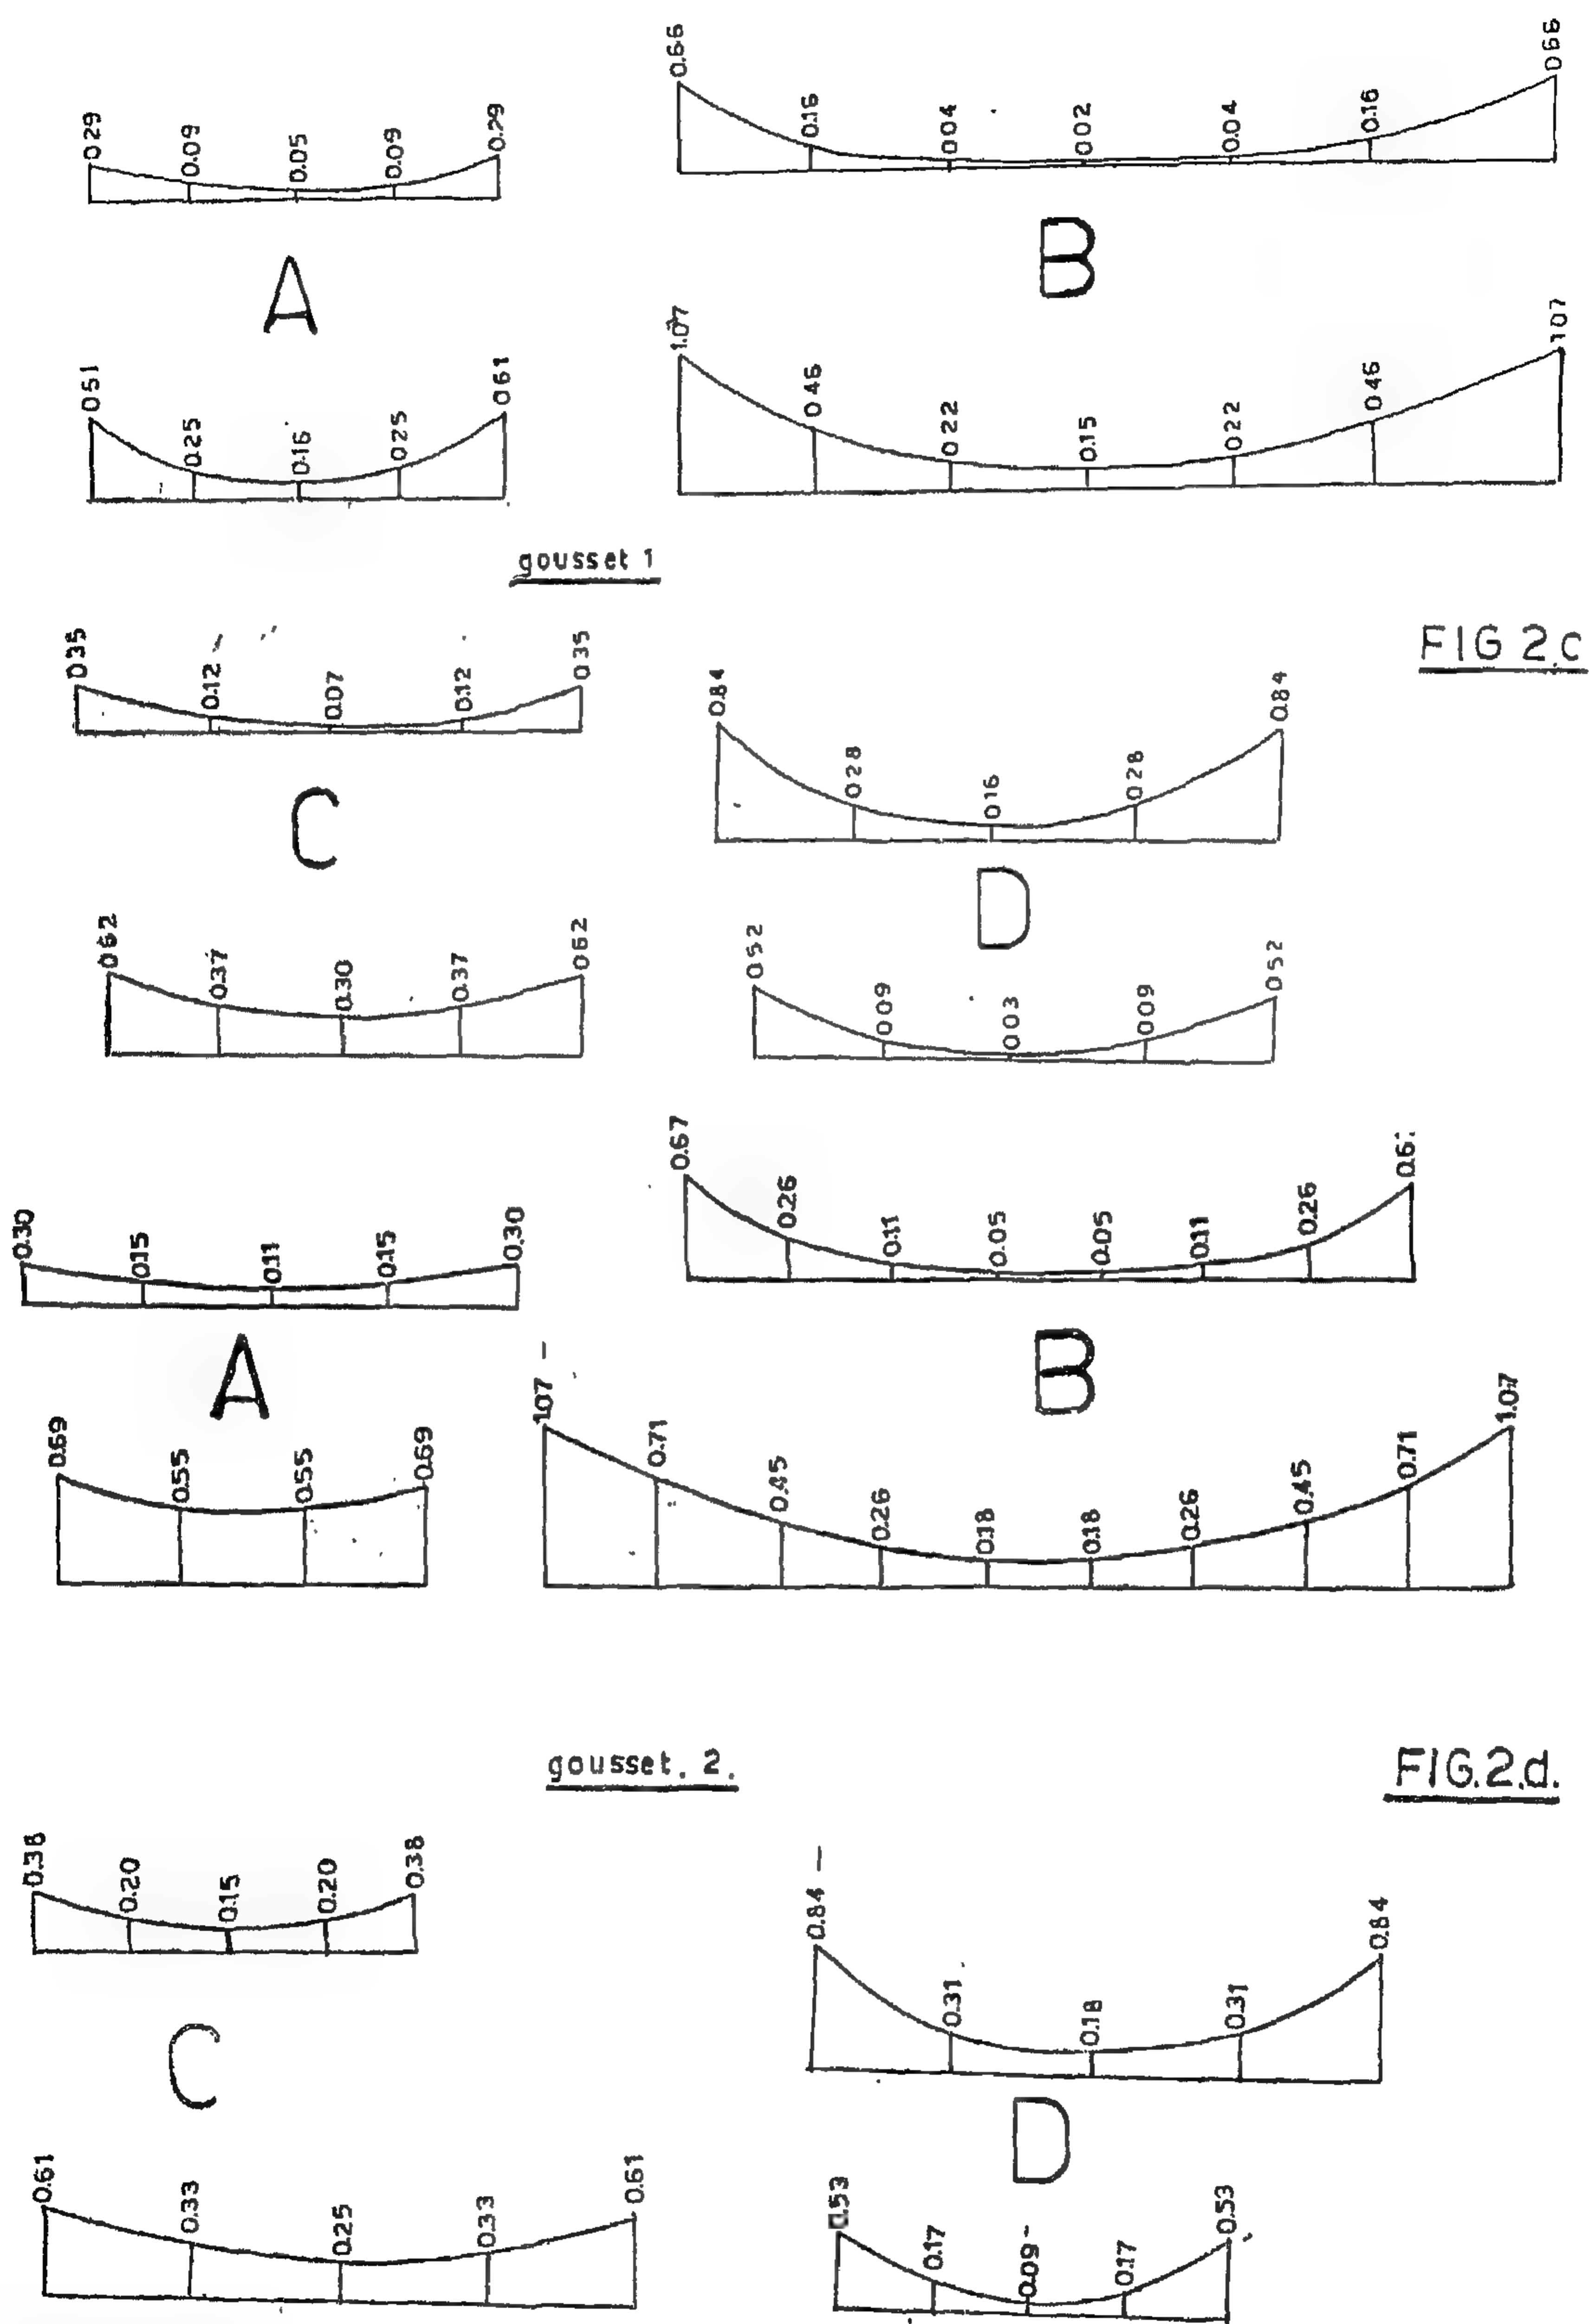 0.29 0.09 0.05 0.09 0.29
0.66 0.16 0.04 0.02 0.04 0.16 0.66
A
B
0.61 0.25 0.16 0.25 0.61
1.07 0.46 0.22 0.15 0.22 0.46 1.07
gousset 1
FIG 2.c
0.35 0.12 0.07 0.12 0.35
0.84 0.28 0.16 0.28 0.84
C
D
0.62 0.37 0.30 0.37 0.62
0.52 0.09 0.03 0.09 0.52
0.30 0.15 0.11 0.15 0.30
0.67 0.26 0.11 0.05 0.05 0.11 0.26
A
B
0.69 0.55 0.55 0.69
1.07 0.71 0.45 0.26 0.18 0.18 0.26 0.45 0.71 1.07
gousset. 2.
FIG.2.d.
0.38 0.20 0.15 0.20 0.38
0.84 0.31 0.18 0.31 0.84
C
D
0.61 0.33 0.25 0.33 0.61
0.53 0.17 0.09 0.17 0.53